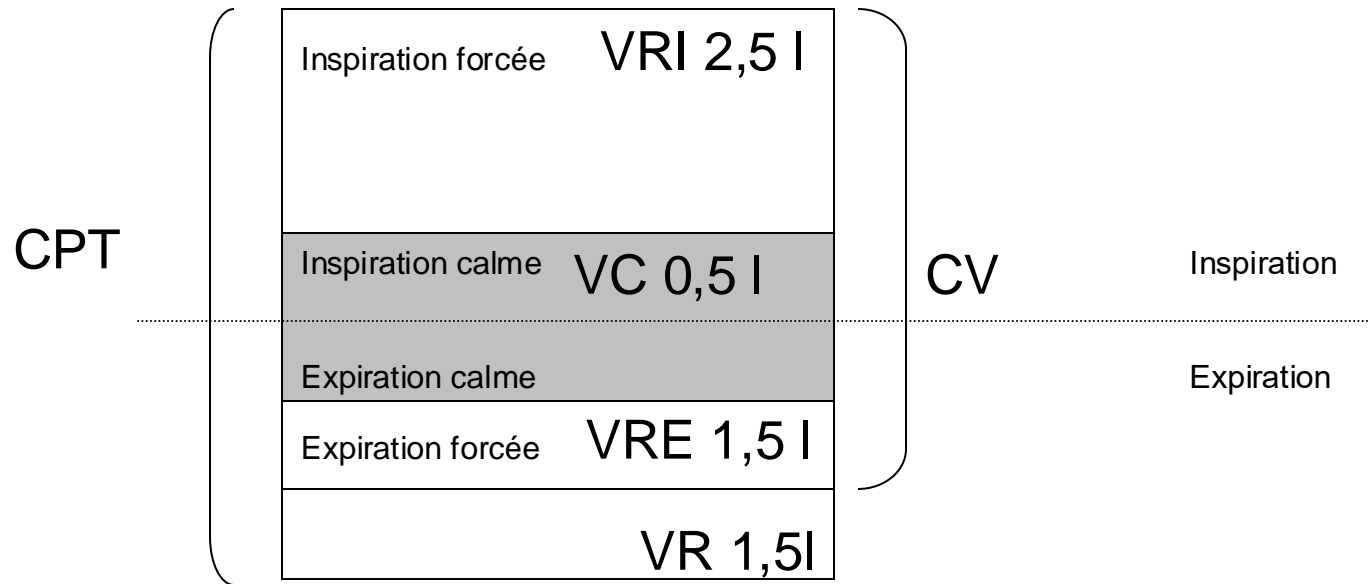 Inspiration forcée VRI 2,5 l
CPT
Inspiration calme VC 0,5 l
CV
Inspiration
Expiration calme
Expiration
Expiration forcée VRE 1,5 l
VR 1,5l